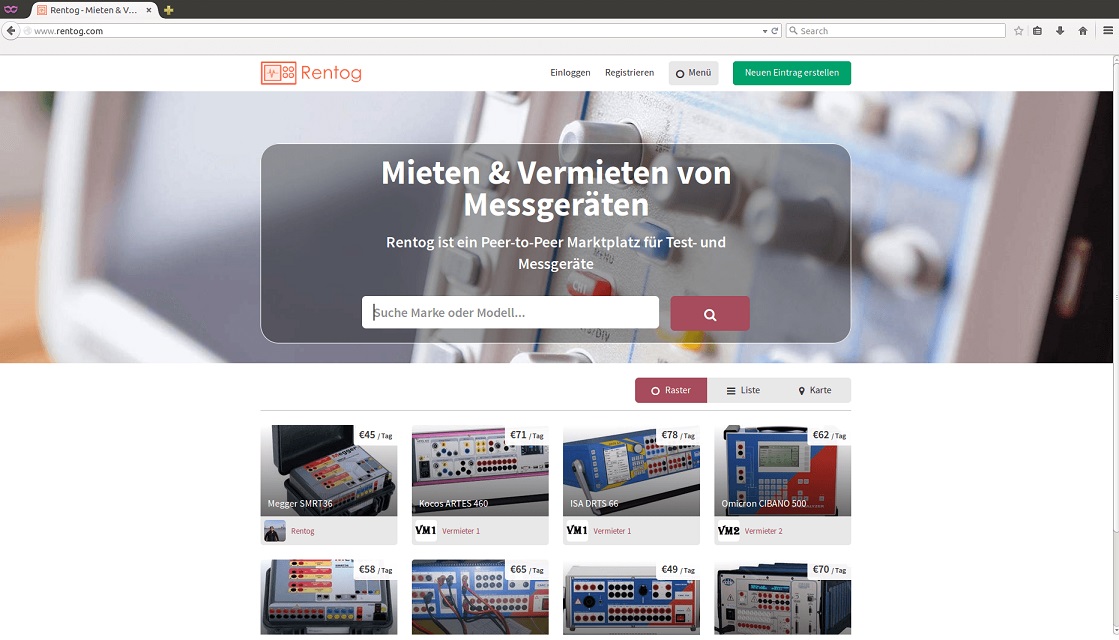 Rentog - Mieten & V...
www.rentog.com
Search
Rentog
Einloggen
Registrieren
Menü
Neuen Eintrag erstellen
Mieten & Vermieten von
Messgeräten
Rentog ist ein Peer-to-Peer Marktplatz für Test- und
Messgeräte
Suche Marke oder Modell...
Raster
Liste
Karte
€45 / Tag
€71 / Tag
€78 / Tag
€62 / Tag
Megger SMRT36
Kocos ARTES 460
ISA DRTS 66
Omicron CIBANO 500
Rentog
VM1 Vermieter 1
VM1 Vermieter 1
VM2 Vermieter 2
€58 / Tag
€65 / Tag
€49 / Tag
€70 / Tag